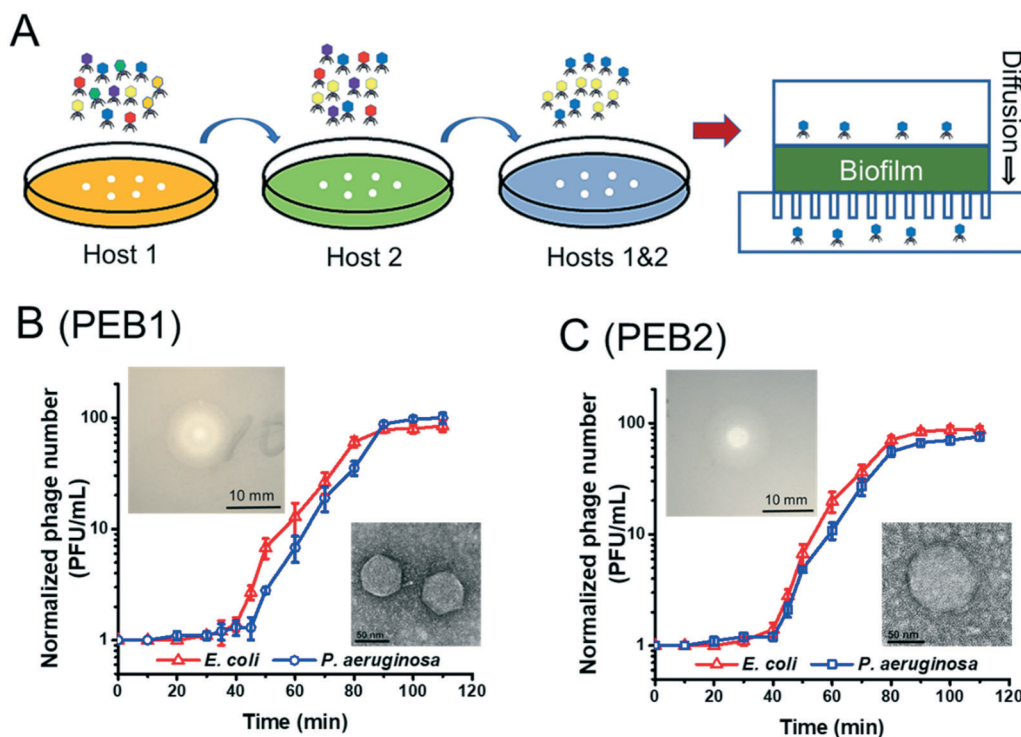 A
Host 1
Host 2
Hosts 1&2
Biofilm
Diffusion
B (PEB1)
Normalized phage number
(PFU/mL)
100
10
1
0
20
40
60
80
100
120
Time (min)
10 mm
50 nm
E. coli
P. aeruginosa
C (PEB2)
Normalized phage number
(PFU/mL)
100
10
1
0
20
40
60
80
100
120
Time (min)
10 mm
50 nm
E. coli
P. aeruginosa